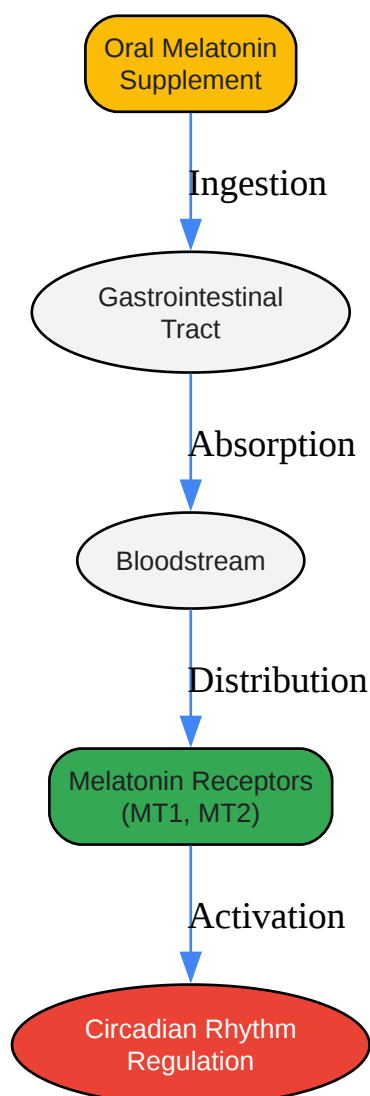 Oral Melatonin
Supplement
Ingestion
Gastrointestinal
Tract
Absorption
Bloodstream
Distribution
Melatonin Receptors
(MT1, MT2)
Activation
Circadian Rhythm
Regulation